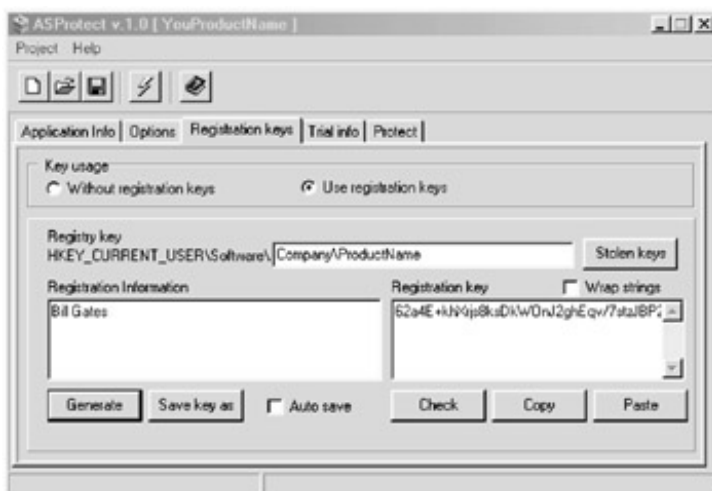 ASProtect v.1.0 [ YouProductName ]
Project Help
Application Info Options Registration keys Trial info Protect
Key usage
Without registration keys Use registration keys
Registry key
HKEY_CURRENT_USER\Software\ Company\ProductName Stolen keys
Registration Information Registration key Wrap strings
Bill Gates
Generate Save key as Auto save Check Copy Paste